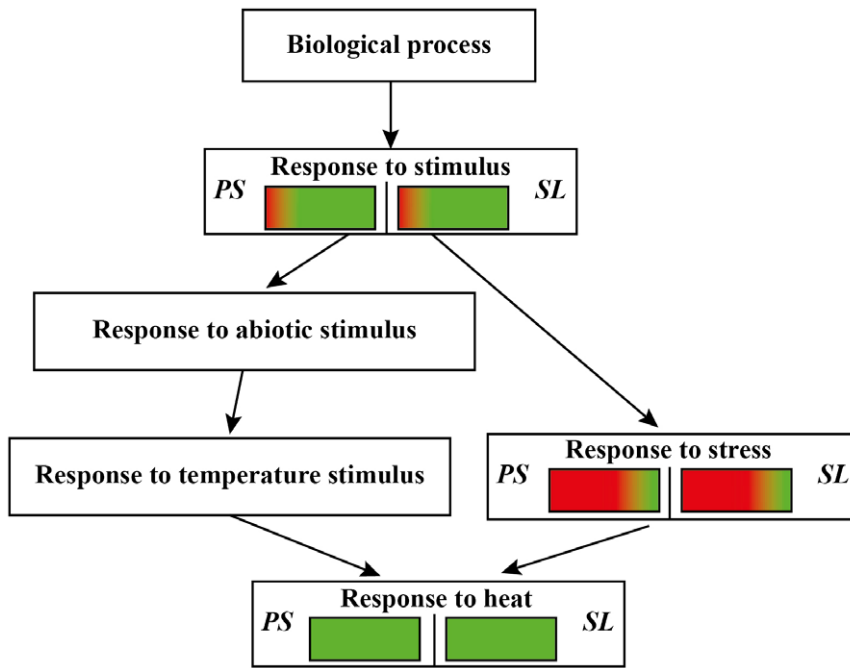 Biological process
Response to stimulus
PS SL
Response to abiotic stimulus
Response to temperature stimulus
Response to stress
PS SL
Response to heat
PS SL